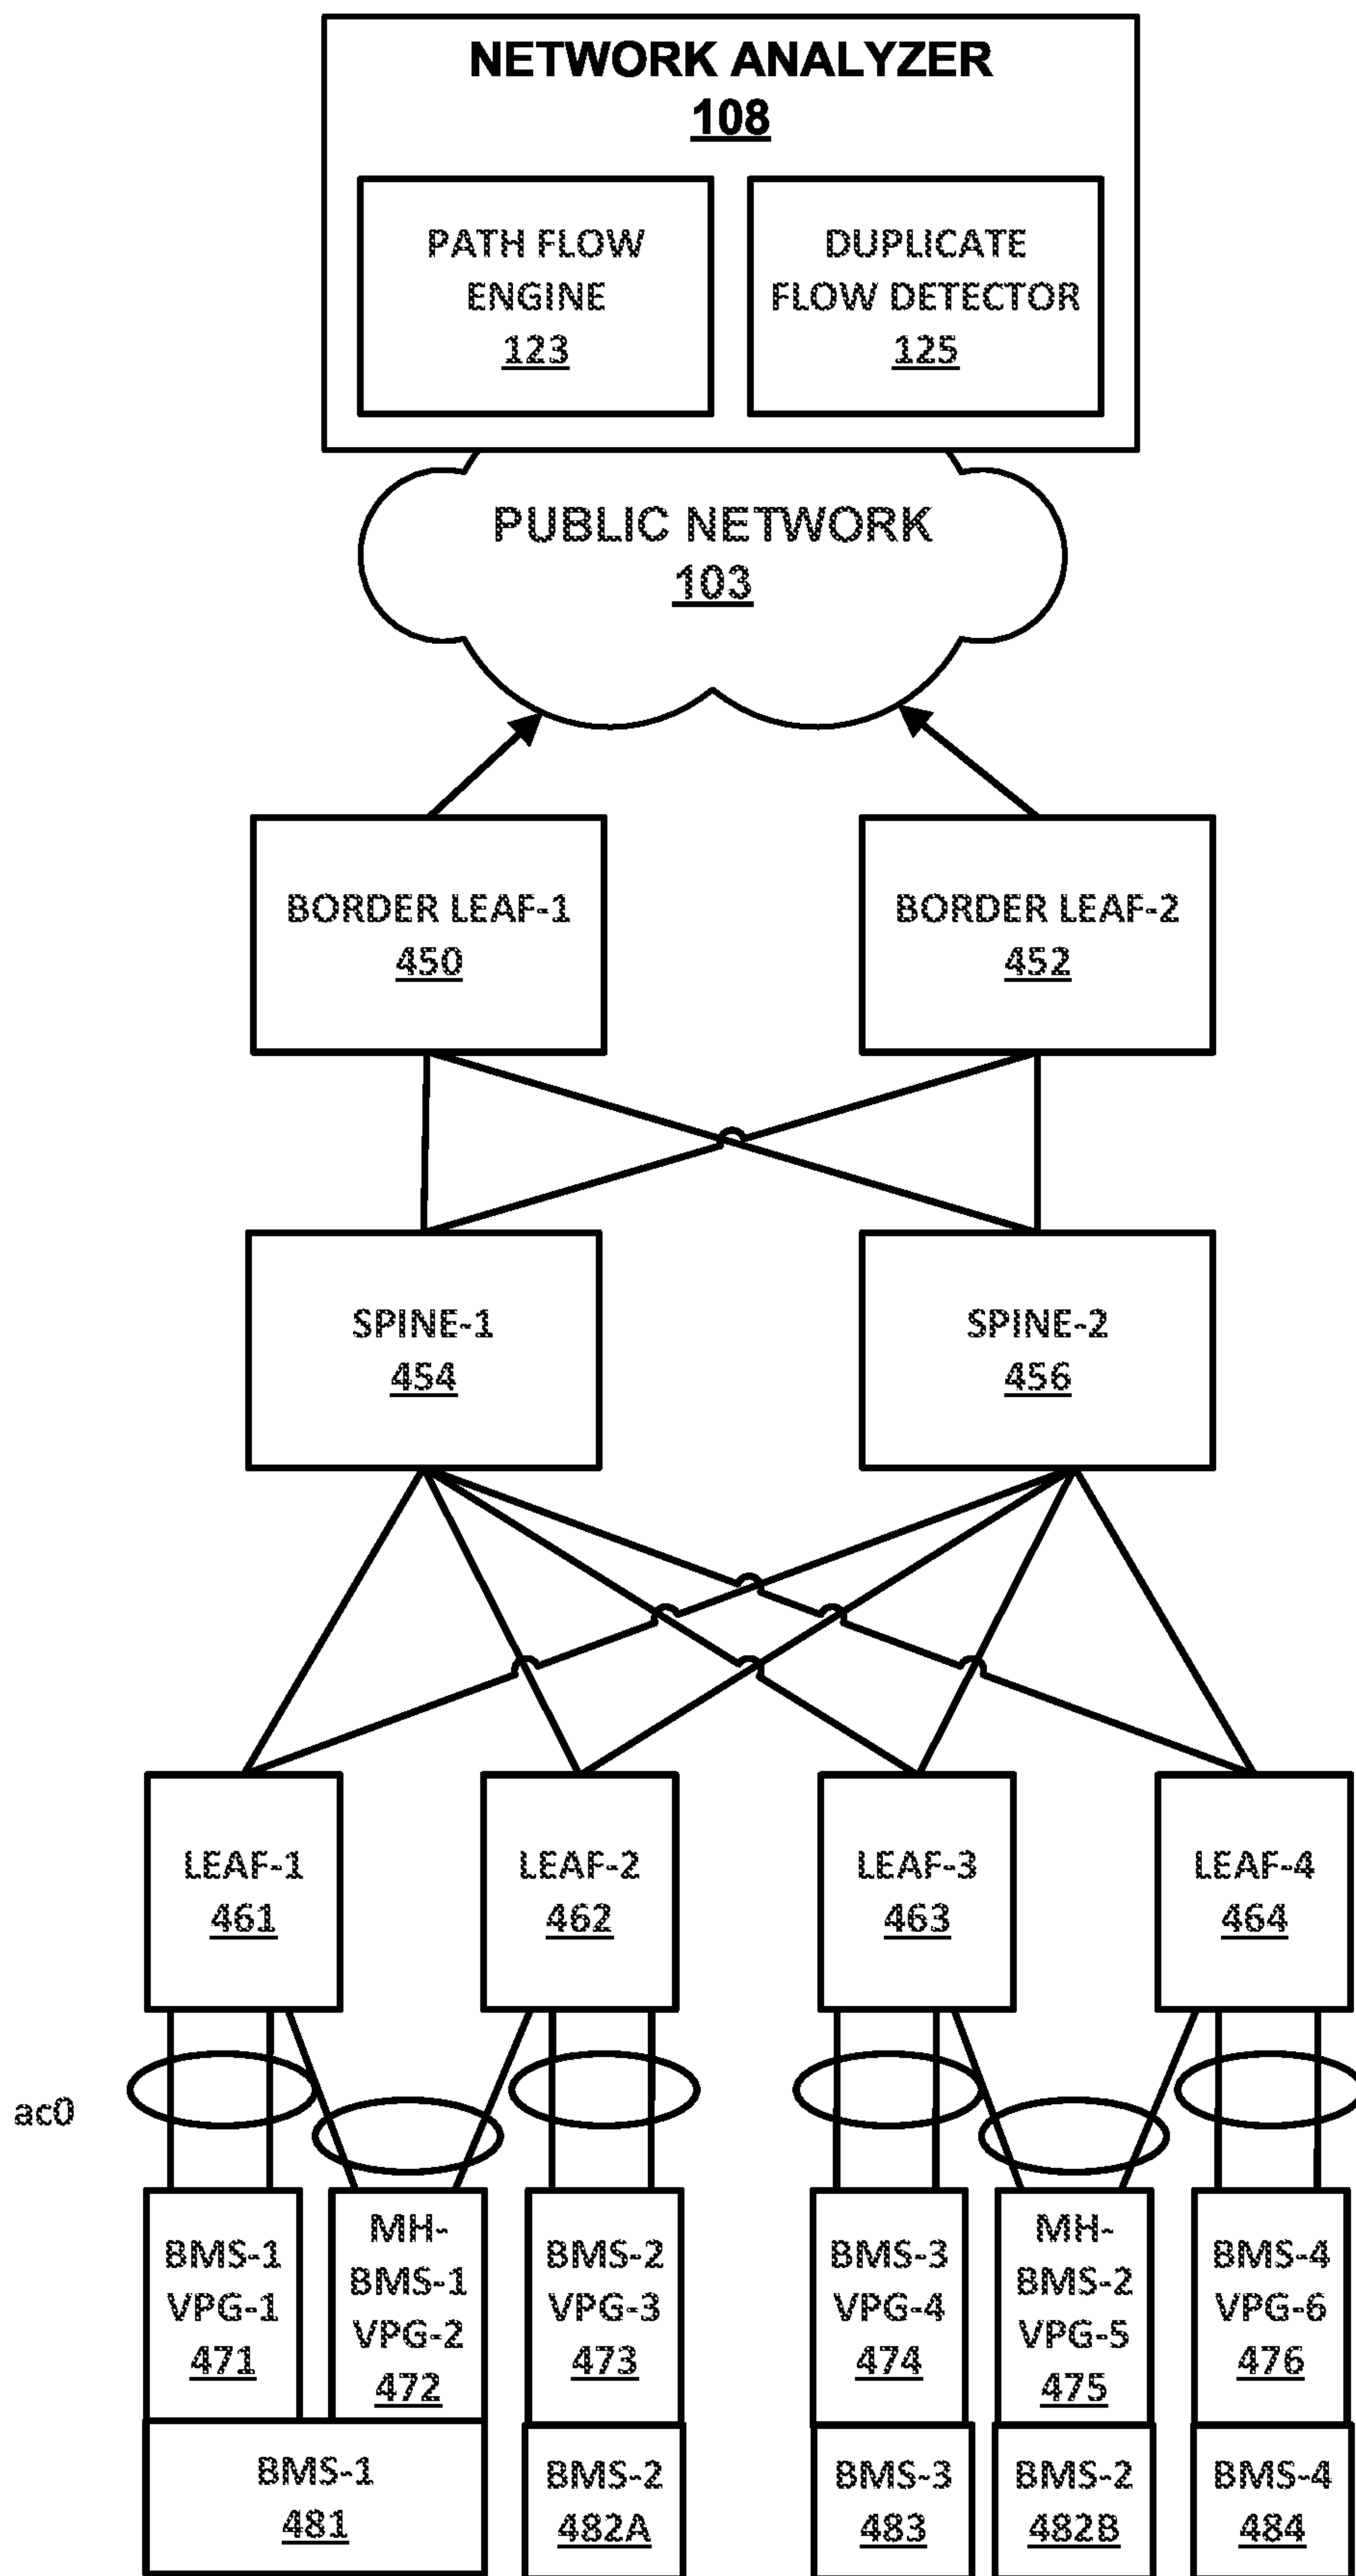 NETWORK ANALYZER
108
PATH FLOW
ENGINE
123
DUPLICATE
FLOW DETECTOR
125
PUBLIC NETWORK
103
BORDER LEAF-1
450
BORDER LEAF-2
452
SPINE-1
454
SPINE-2
456
LEAF-1
461
LEAF-2
462
LEAF-3
463
LEAF-4
464
ac0
BMS-1
VPG-1
471
MH-
BMS-1
VPG-2
472
BMS-2
VPG-3
473
BMS-3
VPG-4
474
MH-
BMS-2
VPG-5
475
BMS-4
VPG-6
476
BMS-1
481
BMS-2
482A
BMS-3
483
BMS-2
482B
BMS-4
484